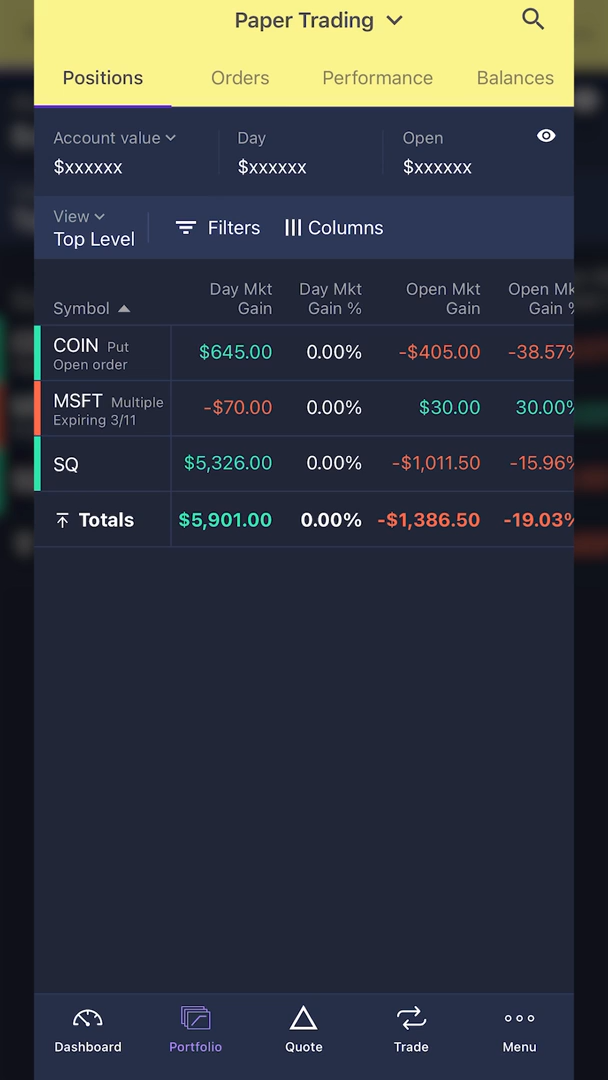 Paper Trading
Positions Orders Performance Balances
Account value Day Open
$xxxxxx $xxxxxx $xxxxxx
View
Top Level Filters Columns
Day Mkt Day Mkt Open Mkt Open Mk
Symbol Gain Gain % Gain Gain %
COIN Put $645.00 0.00% -$405.00 -38.57%
Open order
MSFT Multiple -$70.00 0.00% $30.00 30.00%
Expiring 3/11
SQ $5,326.00 0.00% -$1,011.50 -15.96%
Totals $5,901.00 0.00% -$1,386.50 -19.03%
Dashboard Portfolio Quote Trade Menu